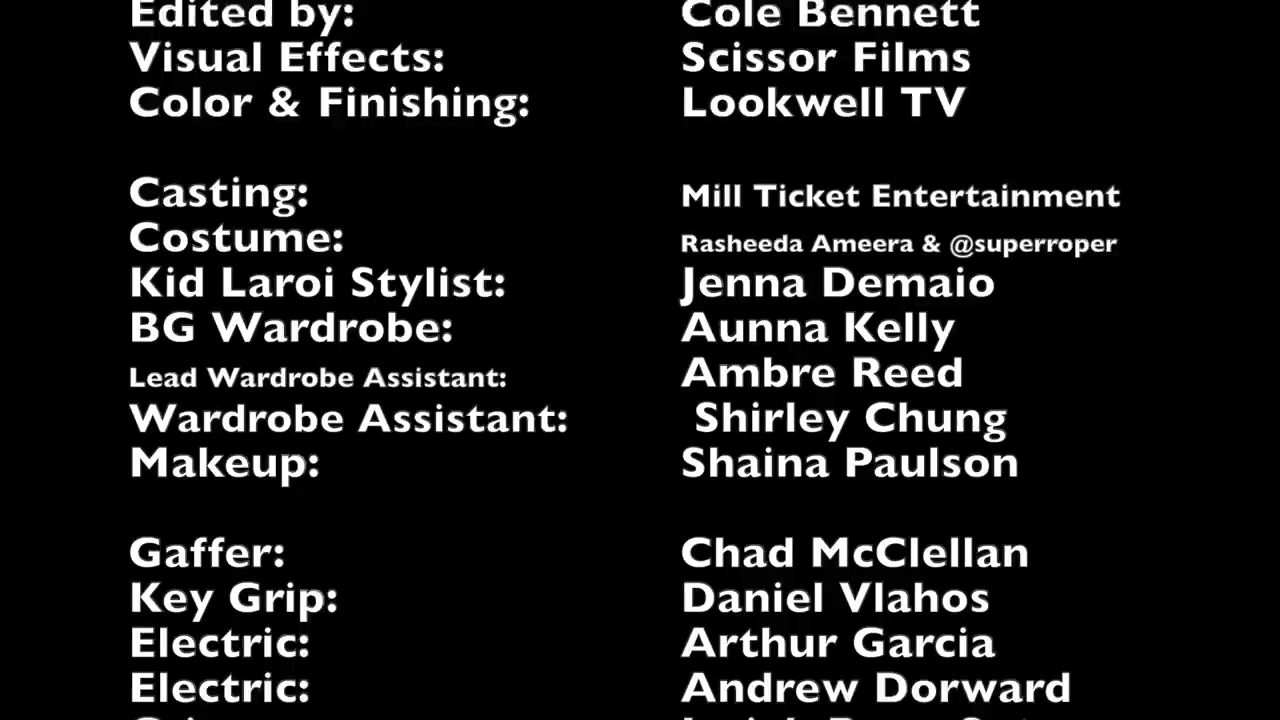 Edited by: Cole Bennett
Visual Effects: Scissor Films
Color & Finishing: Lookwell TV
Casting: Mill Ticket Entertainment
Costume: Rasheeda Ameera & @superroper
Kid Laroi Stylist: Jenna Demaio
BG Wardrobe: Aunna Kelly
Lead Wardrobe Assistant: Ambre Reed
Wardrobe Assistant: Shirley Chung
Makeup: Shaina Paulson
Gaffer: Chad McClellan
Key Grip: Daniel Vlahos
Electric: Arthur Garcia
Electric: Andrew Dorward